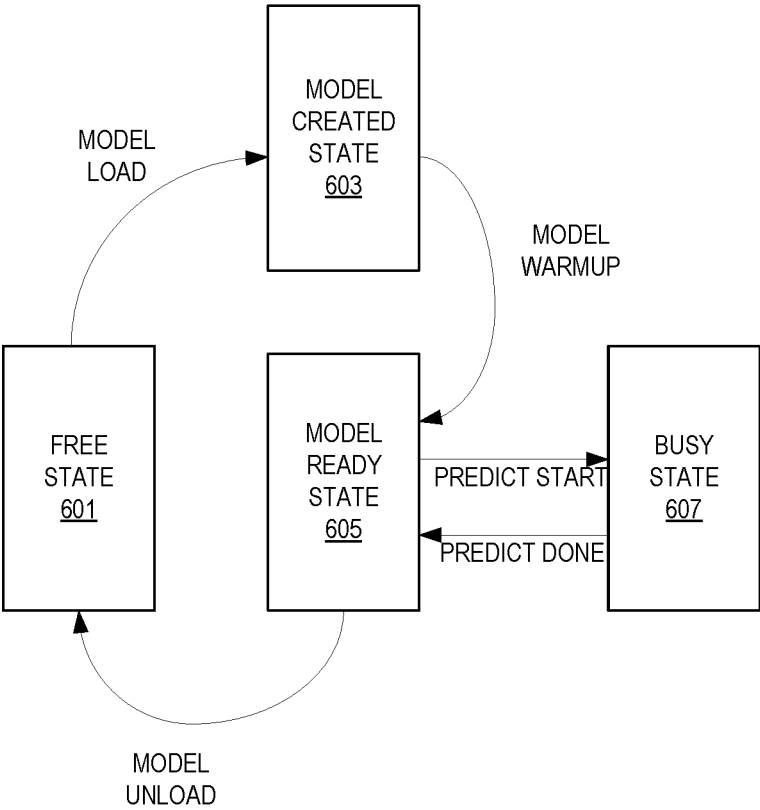 MODEL
CREATED
STATE
603
MODEL
LOAD
MODEL
WARMUP
FREE
STATE
601
MODEL
READY
STATE
605
PREDICT START
PREDICT DONE
BUSY
STATE
607
MODEL
UNLOAD